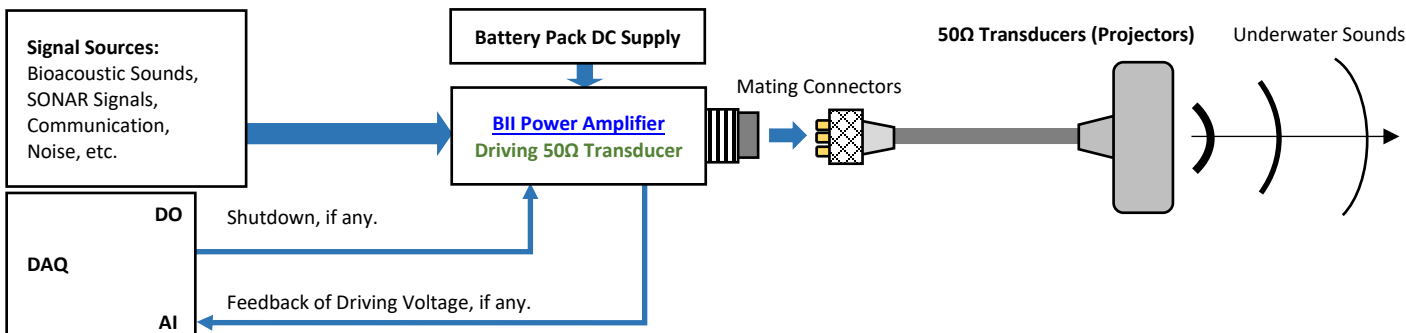 Signal Sources:
Bioacoustic Sounds,
SONAR Signals,
Communication,
Noise, etc.
Battery Pack DC Supply
BII Power Amplifier
Driving 50Ω Transducer
Mating Connectors
50Ω Transducers (Projectors)
Underwater Sounds
DO
Shutdown, if any.
DAQ
Feedback of Driving Voltage, if any.
AI